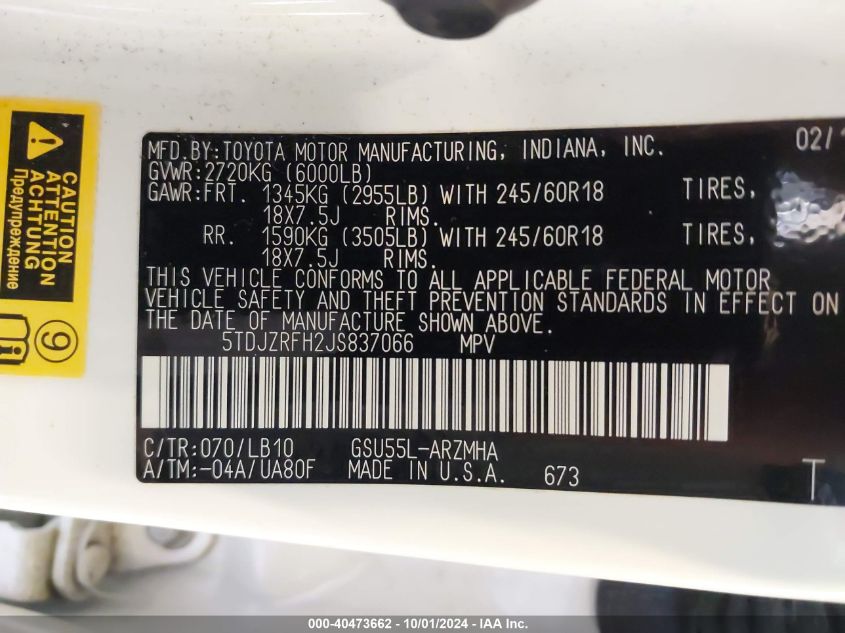 CAUTION
ATTENTION
ACHTUNG
Предупреждение
9
MFD.BY:TOYOTA MOTOR MANUFACTURING, INDIANA, INC. 02/1
GVWR:2720KG (6000LB)
GAWR:FRT. 1345KG (2955LB) WITH 245/60R18 TIRES,
18X7.5J RIMS.
RR. 1590KG (3505LB) WITH 245/60R18 TIRES,
18X7.5J RIMS.
THIS VEHICLE CONFORMS TO ALL APPLICABLE FEDERAL MOTOR
VEHICLE SAFETY AND THEFT PREVENTION STANDARDS IN EFFECT ON
THE DATE OF MANUFACTURE SHOWN ABOVE.
5TDJZRFH2JS837066 MPV
C/TR:070/LB10 GSU55L-ARZMHA
A/TM:-04A/UA80F MADE IN U.S.A. 673 T
000-40473662 - 10/01/2024 - IAA Inc.